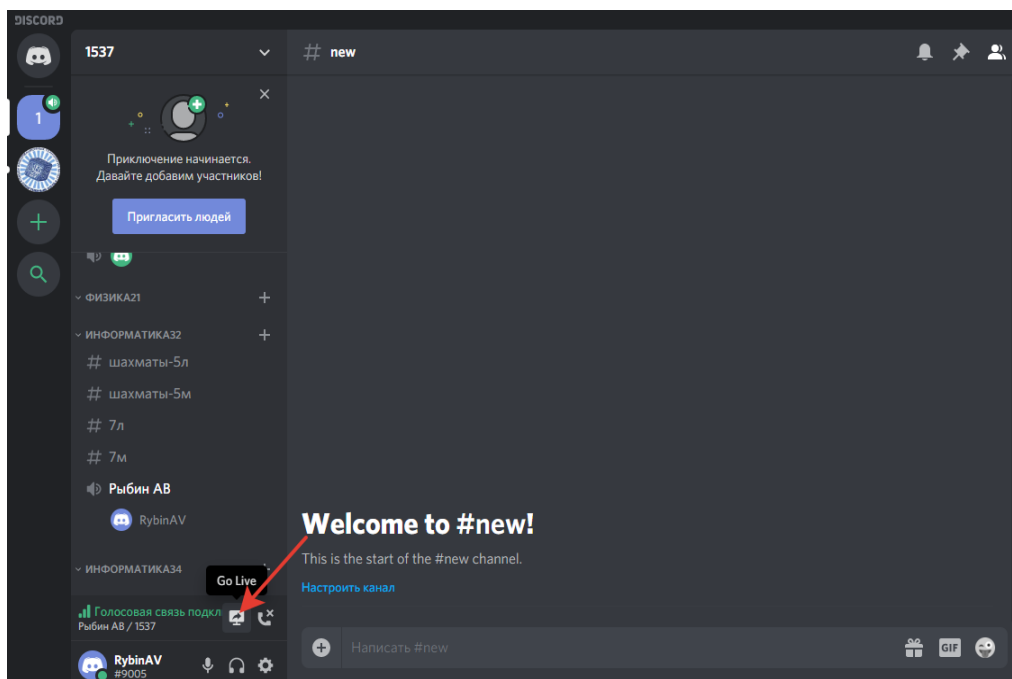 DISCORD
1537
# new
1
Приключение начинается.
Давайте добавим участников!
Пригласить людей
ФИЗИКА21
ИНФОРМАТИКА32
# шахматы-5л
# шахматы-5м
# 7л
# 7м
Рыбин АВ
RybinAV
Welcome to #new!
This is the start of the #new channel.
Настроить канал
ИНФОРМАТИКА34
Go Live
Голосовая связь подкл
Рыбин АВ / 1537
RybinAV
#9005
Написать #new
GIF